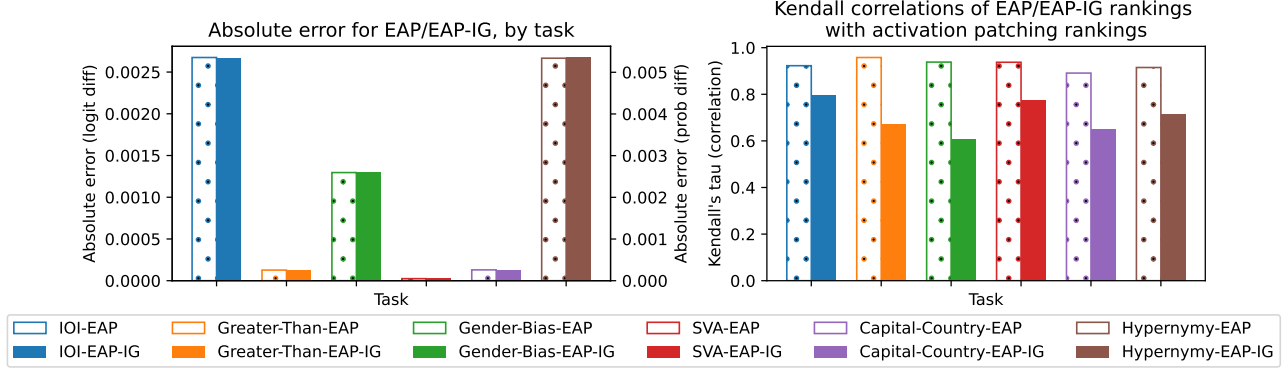 Absolute error for EAP/EAP-IG, by task
Absolute error (logit diff)
0.0025
0.0020
0.0015
0.0010
0.0005
0.0000
0.005
0.004
0.003
0.002
0.001
0.000
Absolute error (prob diff)
Task
Kendall correlations of EAP/EAP-IG rankings
with activation patching rankings
Kendall's tau (correlation)
1.0
0.8
0.6
0.4
0.2
0.0
Task
IOI-EAP
IOI-EAP-IG
Greater-Than-EAP
Greater-Than-EAP-IG
Gender-Bias-EAP
Gender-Bias-EAP-IG
SVA-EAP
SVA-EAP-IG
Capital-Country-EAP
Capital-Country-EAP-IG
Hypernymy-EAP
Hypernymy-EAP-IG